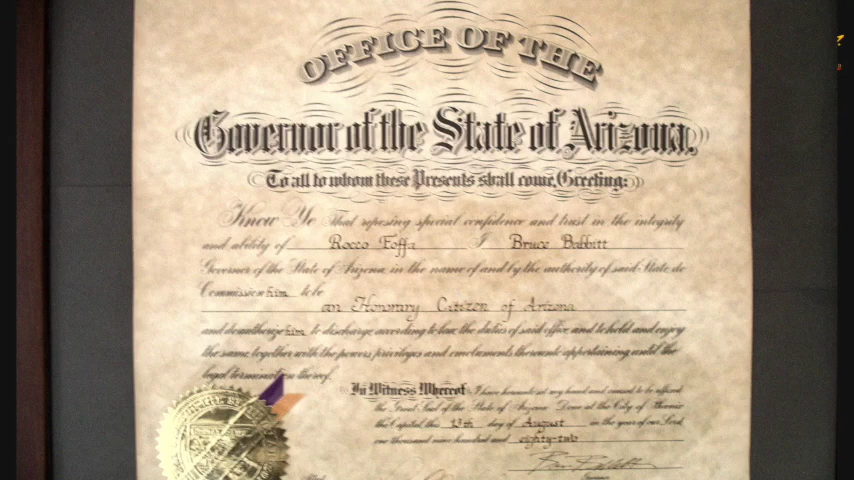 OFFICE OF THE
Governor of the State of Arizona.
To all to whom these Presents shall come, Greeting:
Know Ye That reposing special confidence and trust in the integrity
and ability of Rocco Foffa I Bruce Babbitt
Governor of the State of Arizona, in the name of and by the authority of said State do
Commission him to be
an Honorary Citizen of Arizona
and do authorize him to discharge according to law, the duties of said office, and to hold and enjoy
the same, together with the powers privileges and emoluments thereunto appertaining until the
legal termination thereof.
In Witness Whereof I have hereunto set my hand and caused to be affixed
the Great Seal of the State of Arizona Done at the City of Phoenix
the Capital, this 13th day of August in the year of our Lord
one thousand nine hundred and eighty-two
Governor